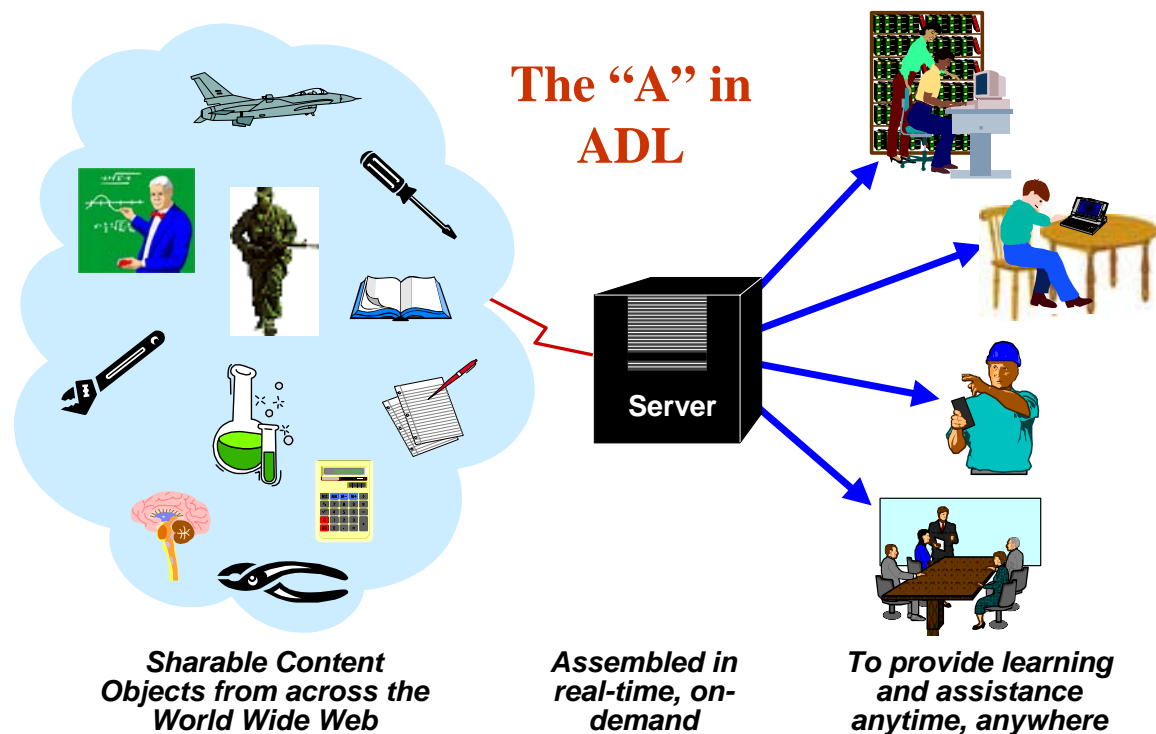 The “A” in
ADL
Server
Sharable Content
Objects from across the
World Wide Web
Assembled in
real-time, on-
demand
To provide learning
and assistance
anytime, anywhere